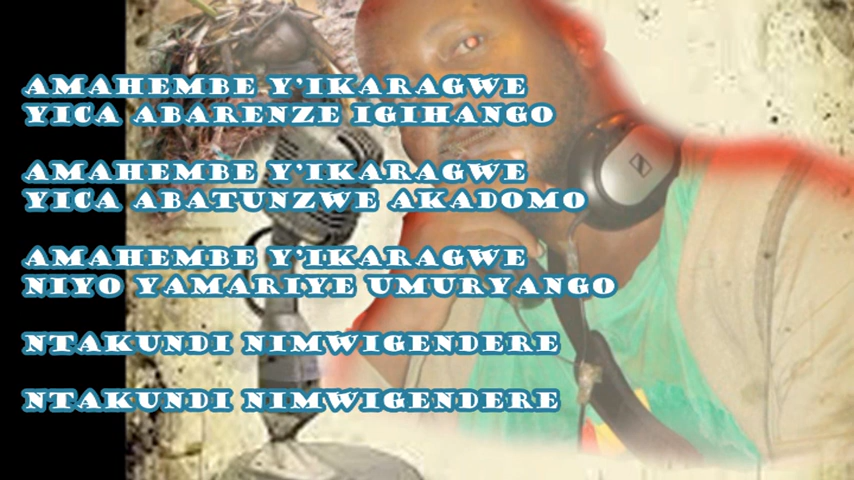 AMAHEMBE Y'IKARAGWE
YICA ABARENZE IGIHANGO
AMAHEMBE Y'IKARAGWE
YICA ABATUNZWE AKADOMO
AMAHEMBE Y'IKARAGWE
NIYO YAMARIYE UMURYANGO
NTAKUNDI NIMWIGENDERE
NTAKUNDI NIMWIGENDERE